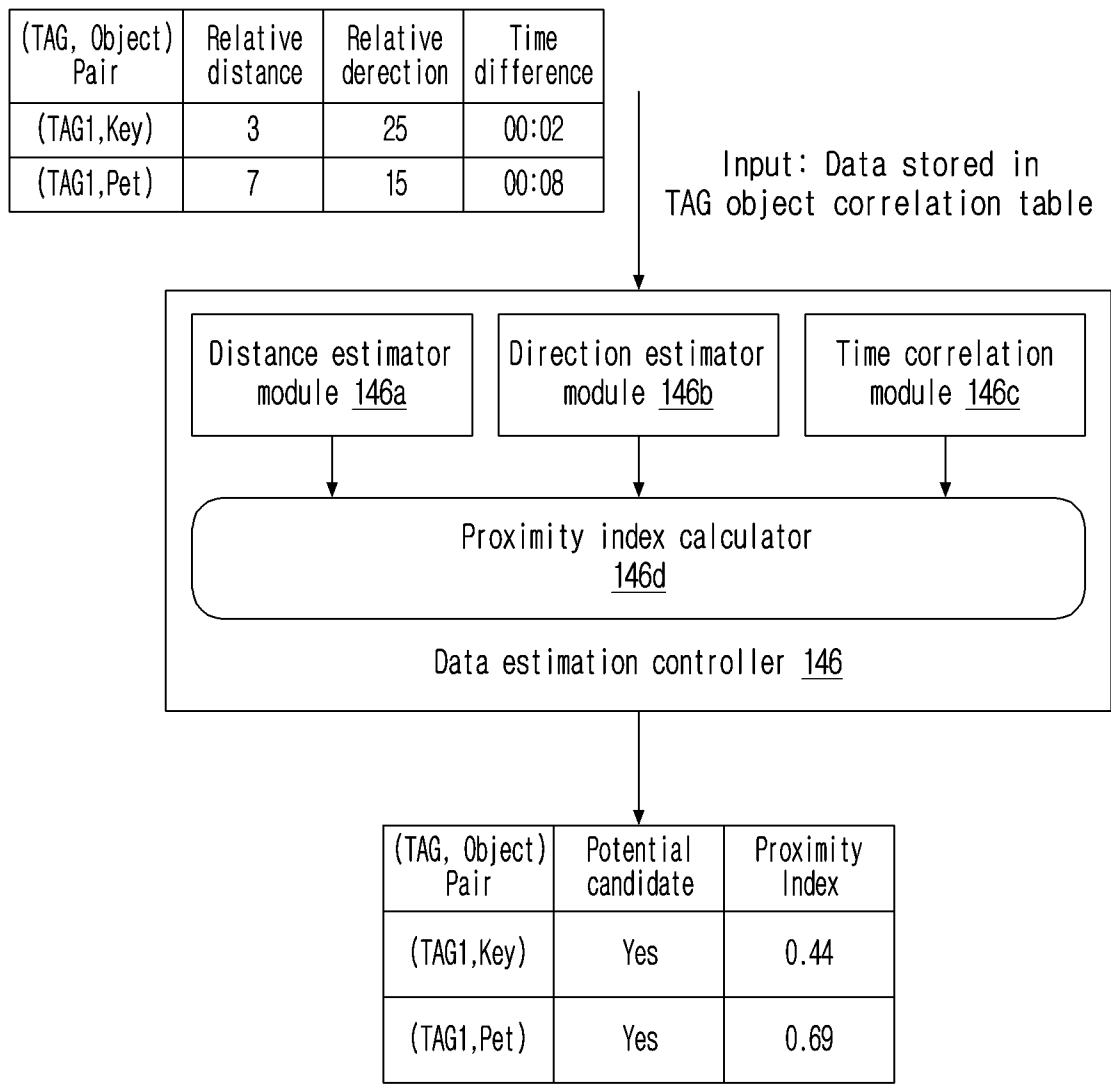 (TAG, Object) Pair
Relative distance
Relative derection
Time difference
(TAG1,Key) 3 25 00:02
(TAG1,Pet) 7 15 00:08
Input: Data stored in
TAG object correlation table
Distance estimator
module 146a
Direction estimator
module 146b
Time correlation
module 146c
Proximity index calculator
146d
Data estimation controller 146
(TAG, Object) Pair
Potential candidate
Proximity Index
(TAG1,Key) Yes 0.44
(TAG1,Pet) Yes 0.69